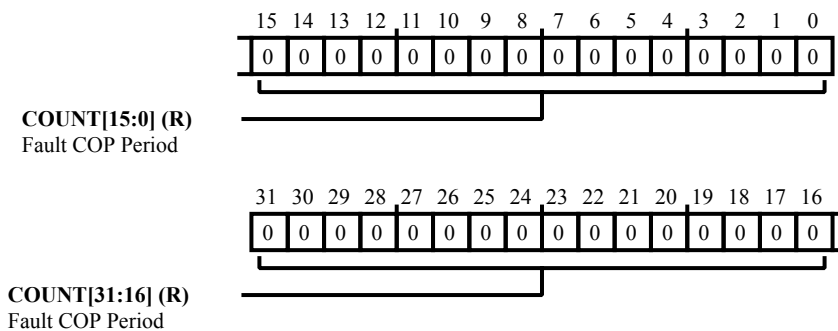 15 14 13 12 11 10 9 8 7 6 5 4 3 2 1 0
0 0 0 0 0 0 0 0 0 0 0 0 0 0 0 0
COUNT[15:0] (R)
Fault COP Period
31 30 29 28 27 26 25 24 23 22 21 20 19 18 17 16
0 0 0 0 0 0 0 0 0 0 0 0 0 0 0 0
COUNT[31:16] (R)
Fault COP Period